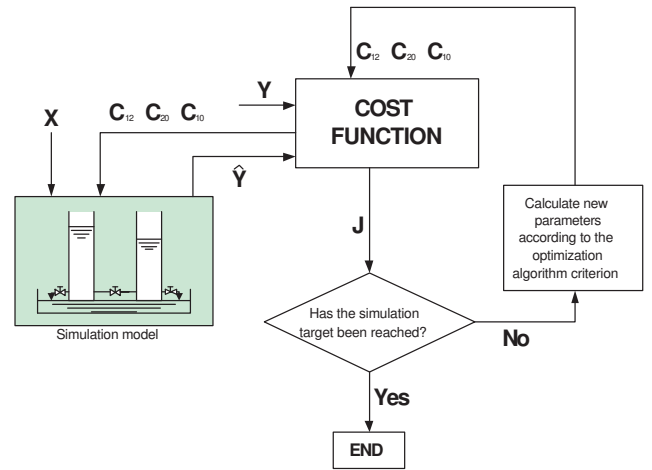 C₁₂ C₂₀ C₁₀
Y
COST
FUNCTION
X
C₁₂ C₂₀ C₁₀
Ŷ
Simulation model
J
Calculate new
parameters
according to the
optimization
algorithm criterion
Has the simulation
target been reached?
No
Yes
END